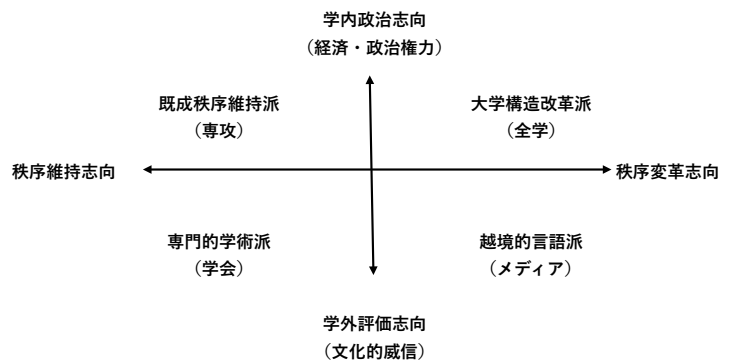 学内政治志向
（経済・政治権力）
既成秩序維持派
（専攻）
大学構造改革派
（全学）
秩序維持志向
秩序変革志向
専門的学術派
（学会）
越境的言語派
（メディア）
学外評価志向
（文化的威信）